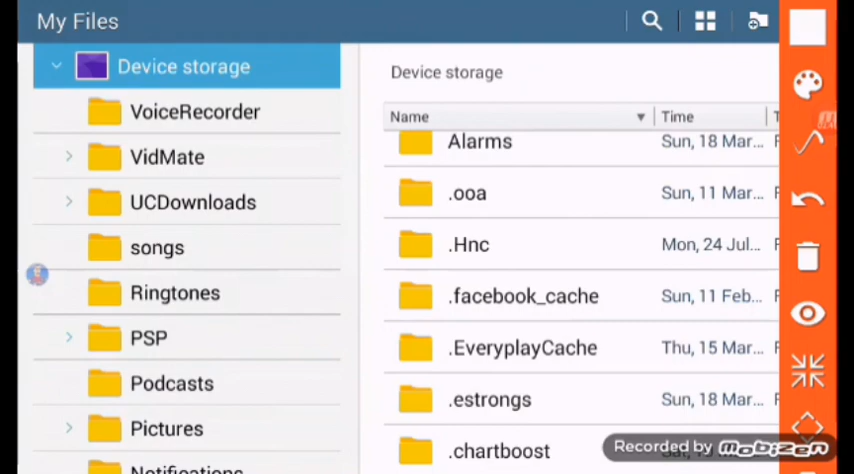 My Files
Device storage
VoiceRecorder
VidMate
UCDownloads
songs
Ringtones
PSP
Podcasts
Pictures
Notifications
Device storage
Name Time
Alarms Sun, 18 Mar...
.ooa Sun, 11 Mar...
.Hnc Mon, 24 Jul...
.facebook_cache Sun, 11 Feb...
.EveryplayCache Thu, 15 Mar...
.estrongs Sun, 18 Mar...
.chartboost
Recorded by mobizen